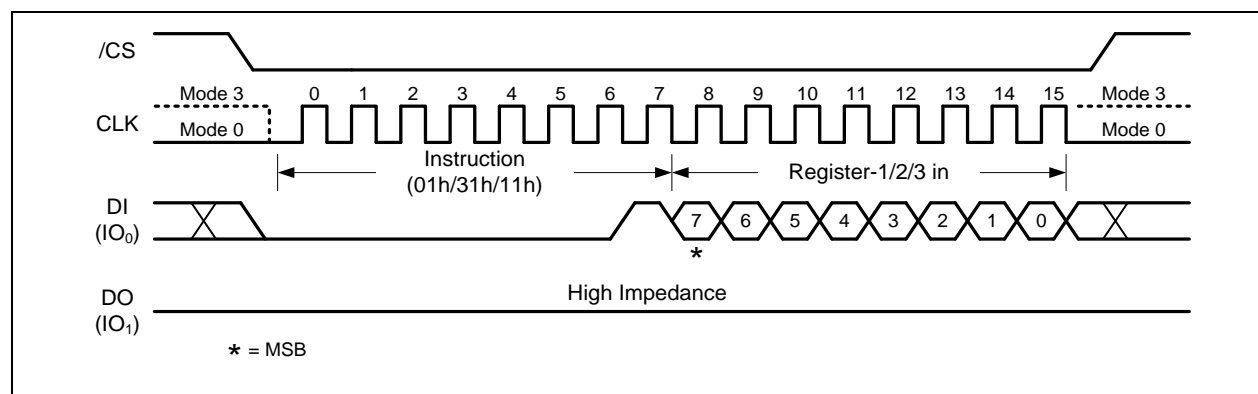 /CS
Mode 3 0 1 2 3 4 5 6 7 8 9 10 11 12 13 14 15 Mode 3
CLK
Mode 0 Mode 0
Instruction
(01h/31h/11h)
Register-1/2/3 in
DI
(IO₀)
7 6 5 4 3 2 1 0
*
High Impedance
DO
(IO₁)
* = MSB